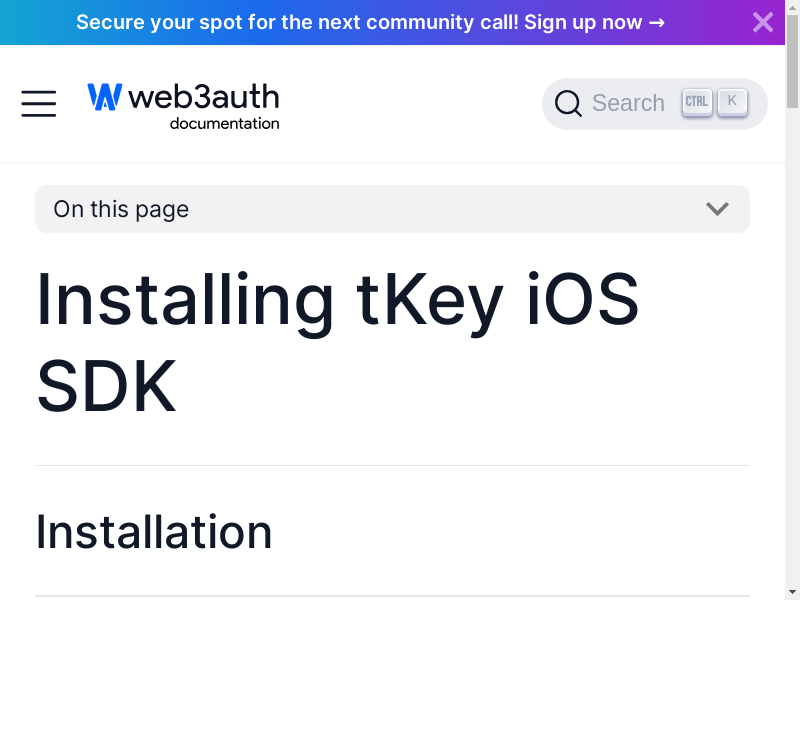 Secure your spot for the next community call! Sign up now →
web3auth
documentation
Search CTRL K
On this page
Installing tKey iOS
SDK
Installation